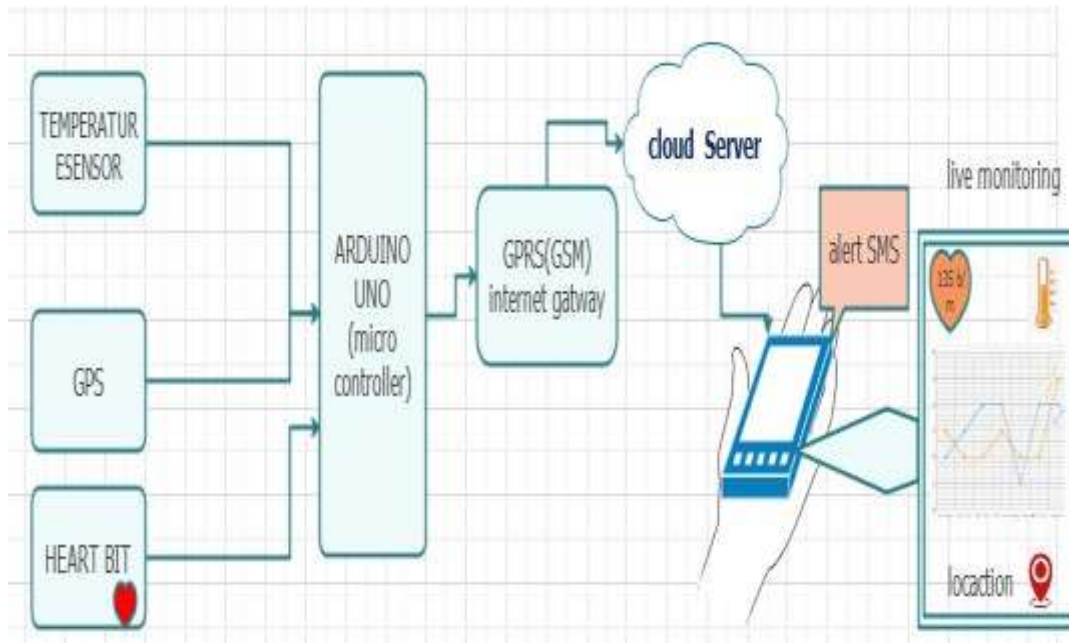 TEMPERATUR
ESENSOR
GPS
HEART BIT
ARDUINO
UNO
(micro
controller)
GPRS(GSM)
internet gatway
cloud Server
alert SMS
live monitoring
m
locaction